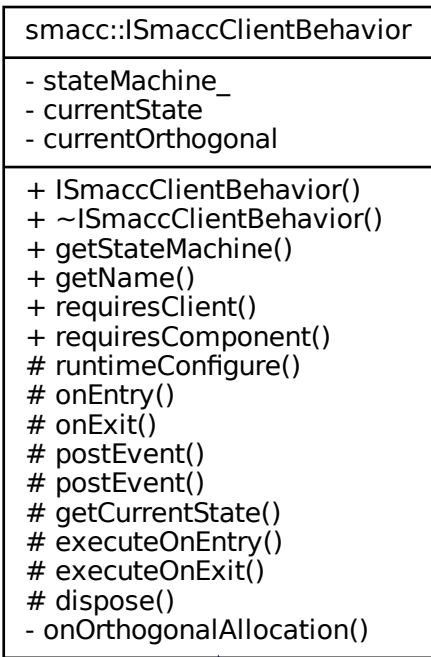 smacc::ISmaccClientBehavior
- stateMachine_
- currentState
- currentOrthogonal
+ ISmaccClientBehavior()
+ ~ISmaccClientBehavior()
+ getStateMachine()
+ getName()
+ requiresClient()
+ requiresComponent()
# runtimeConfigure()
# onEntry()
# onExit()
# postEvent()
# postEvent()
# getCurrentState()
# executeOnEntry()
# executeOnExit()
# dispose()
- onOrthogonalAllocation()